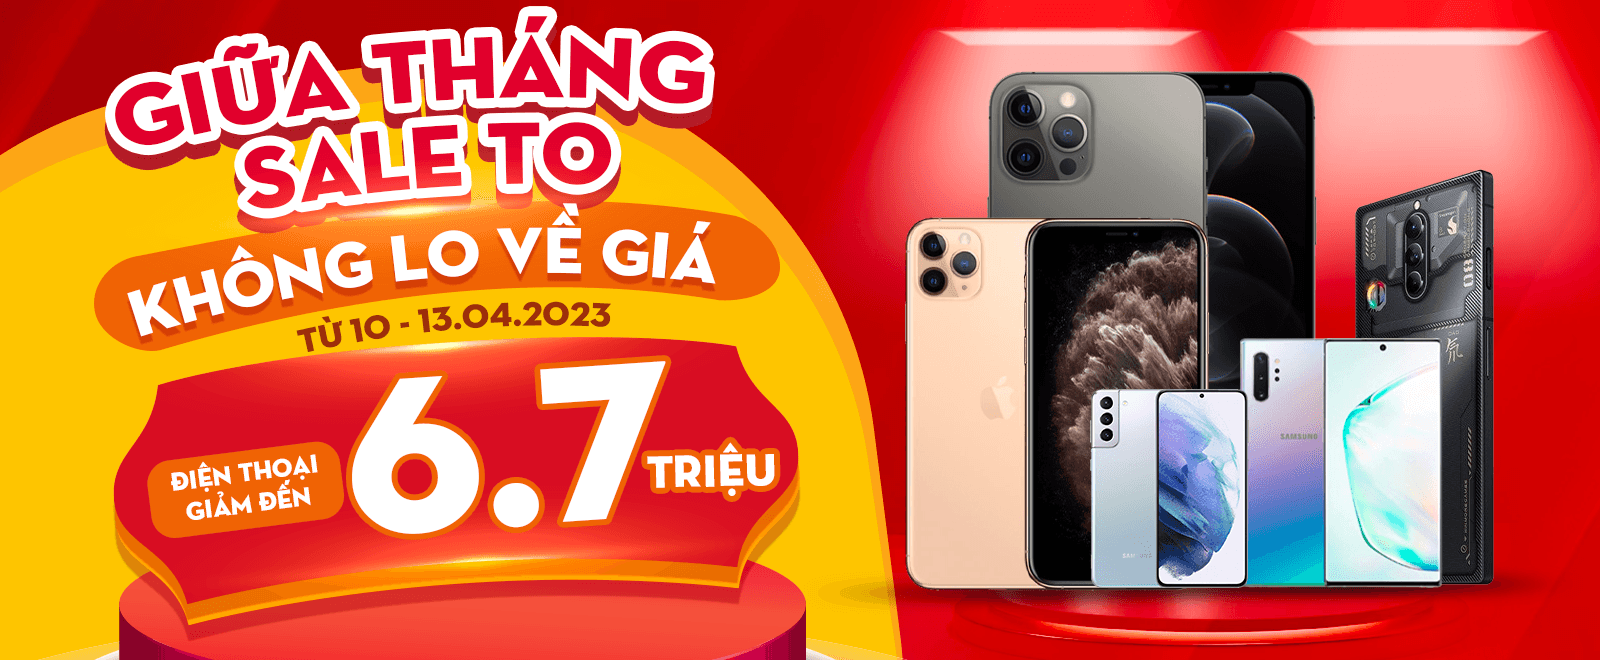 GIỮA THÁNG
SALE TO
KHÔNG LO VỀ GIÁ
TỪ 10 - 13.04.2023
ĐIỆN THOẠI
GIẢM ĐẾN
6.7
TRIỆU
SAMSUNG
08
氘